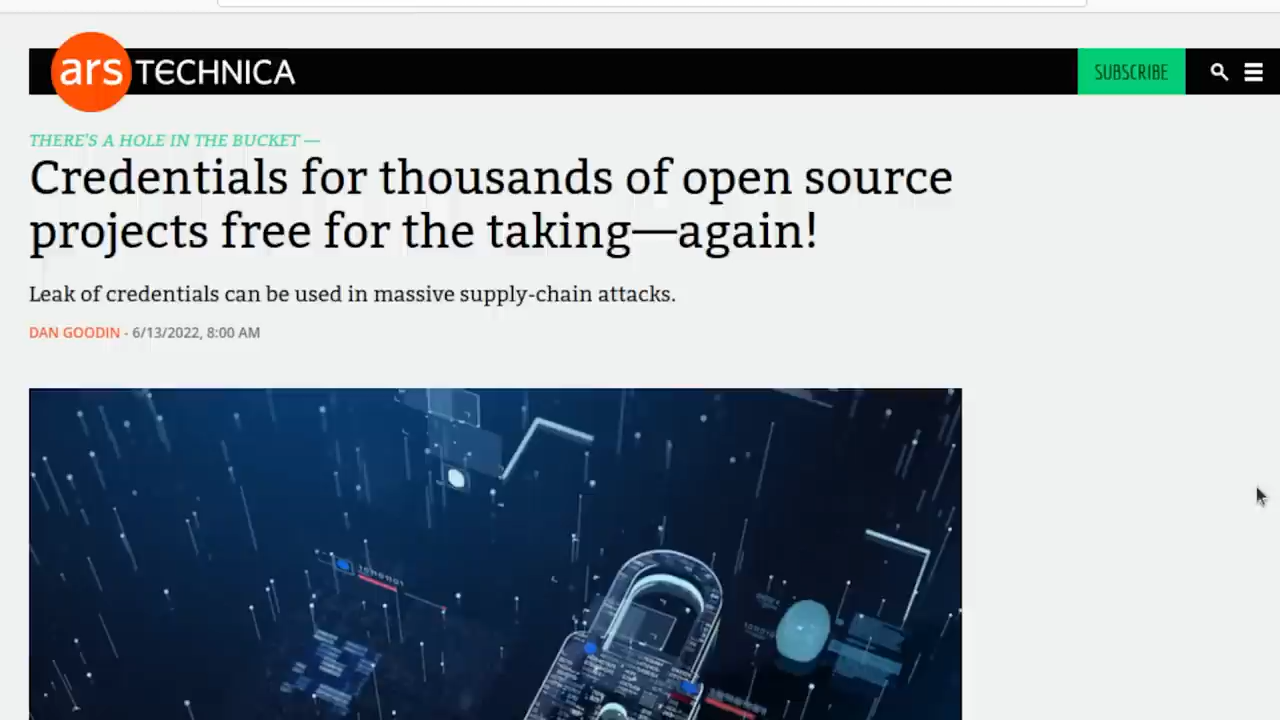 ars TECHNICA
SUBSCRIBE
THERE'S A HOLE IN THE BUCKET —
Credentials for thousands of open source
projects free for the taking—again!
Leak of credentials can be used in massive supply-chain attacks.
DAN GOODIN - 6/13/2022, 8:00 AM